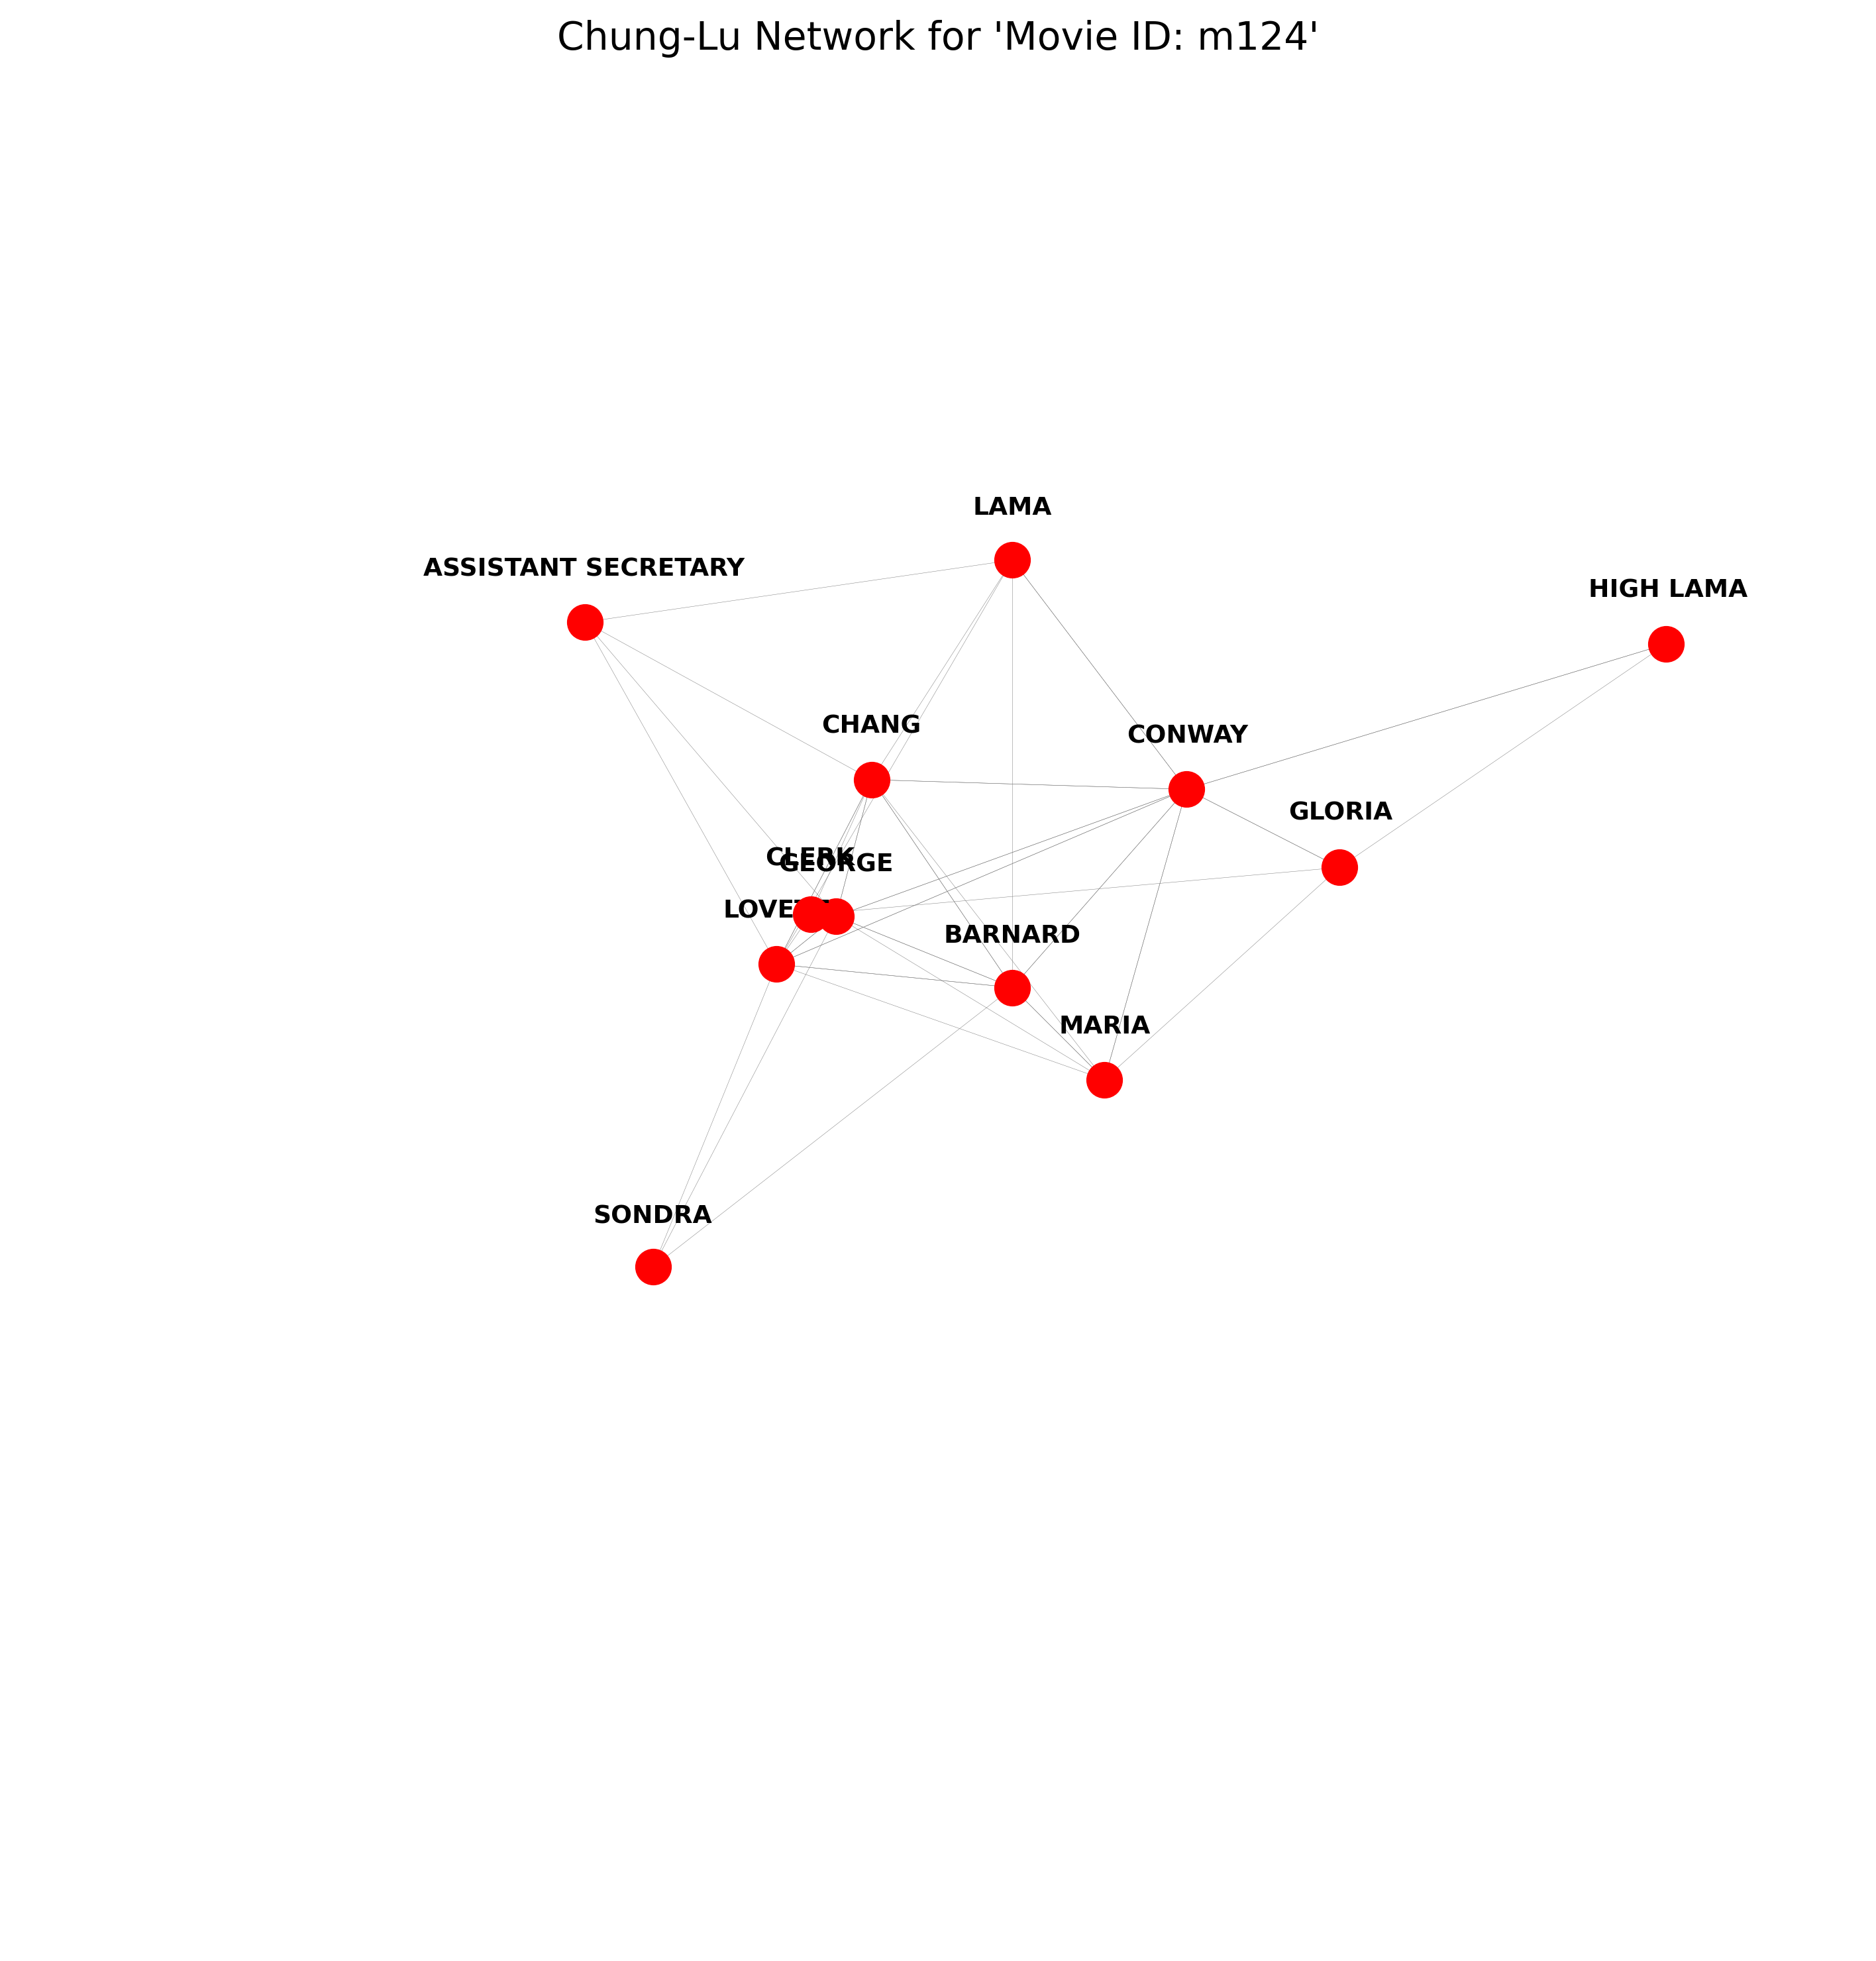 Chung-Lu Network for 'Movie ID: m124'
LAMA
ASSISTANT SECRETARY
HIGH LAMA
CHANG
CONWAY
GLORIA
CLERK
GEORGE
BARNARD
MARIA
SONDRA